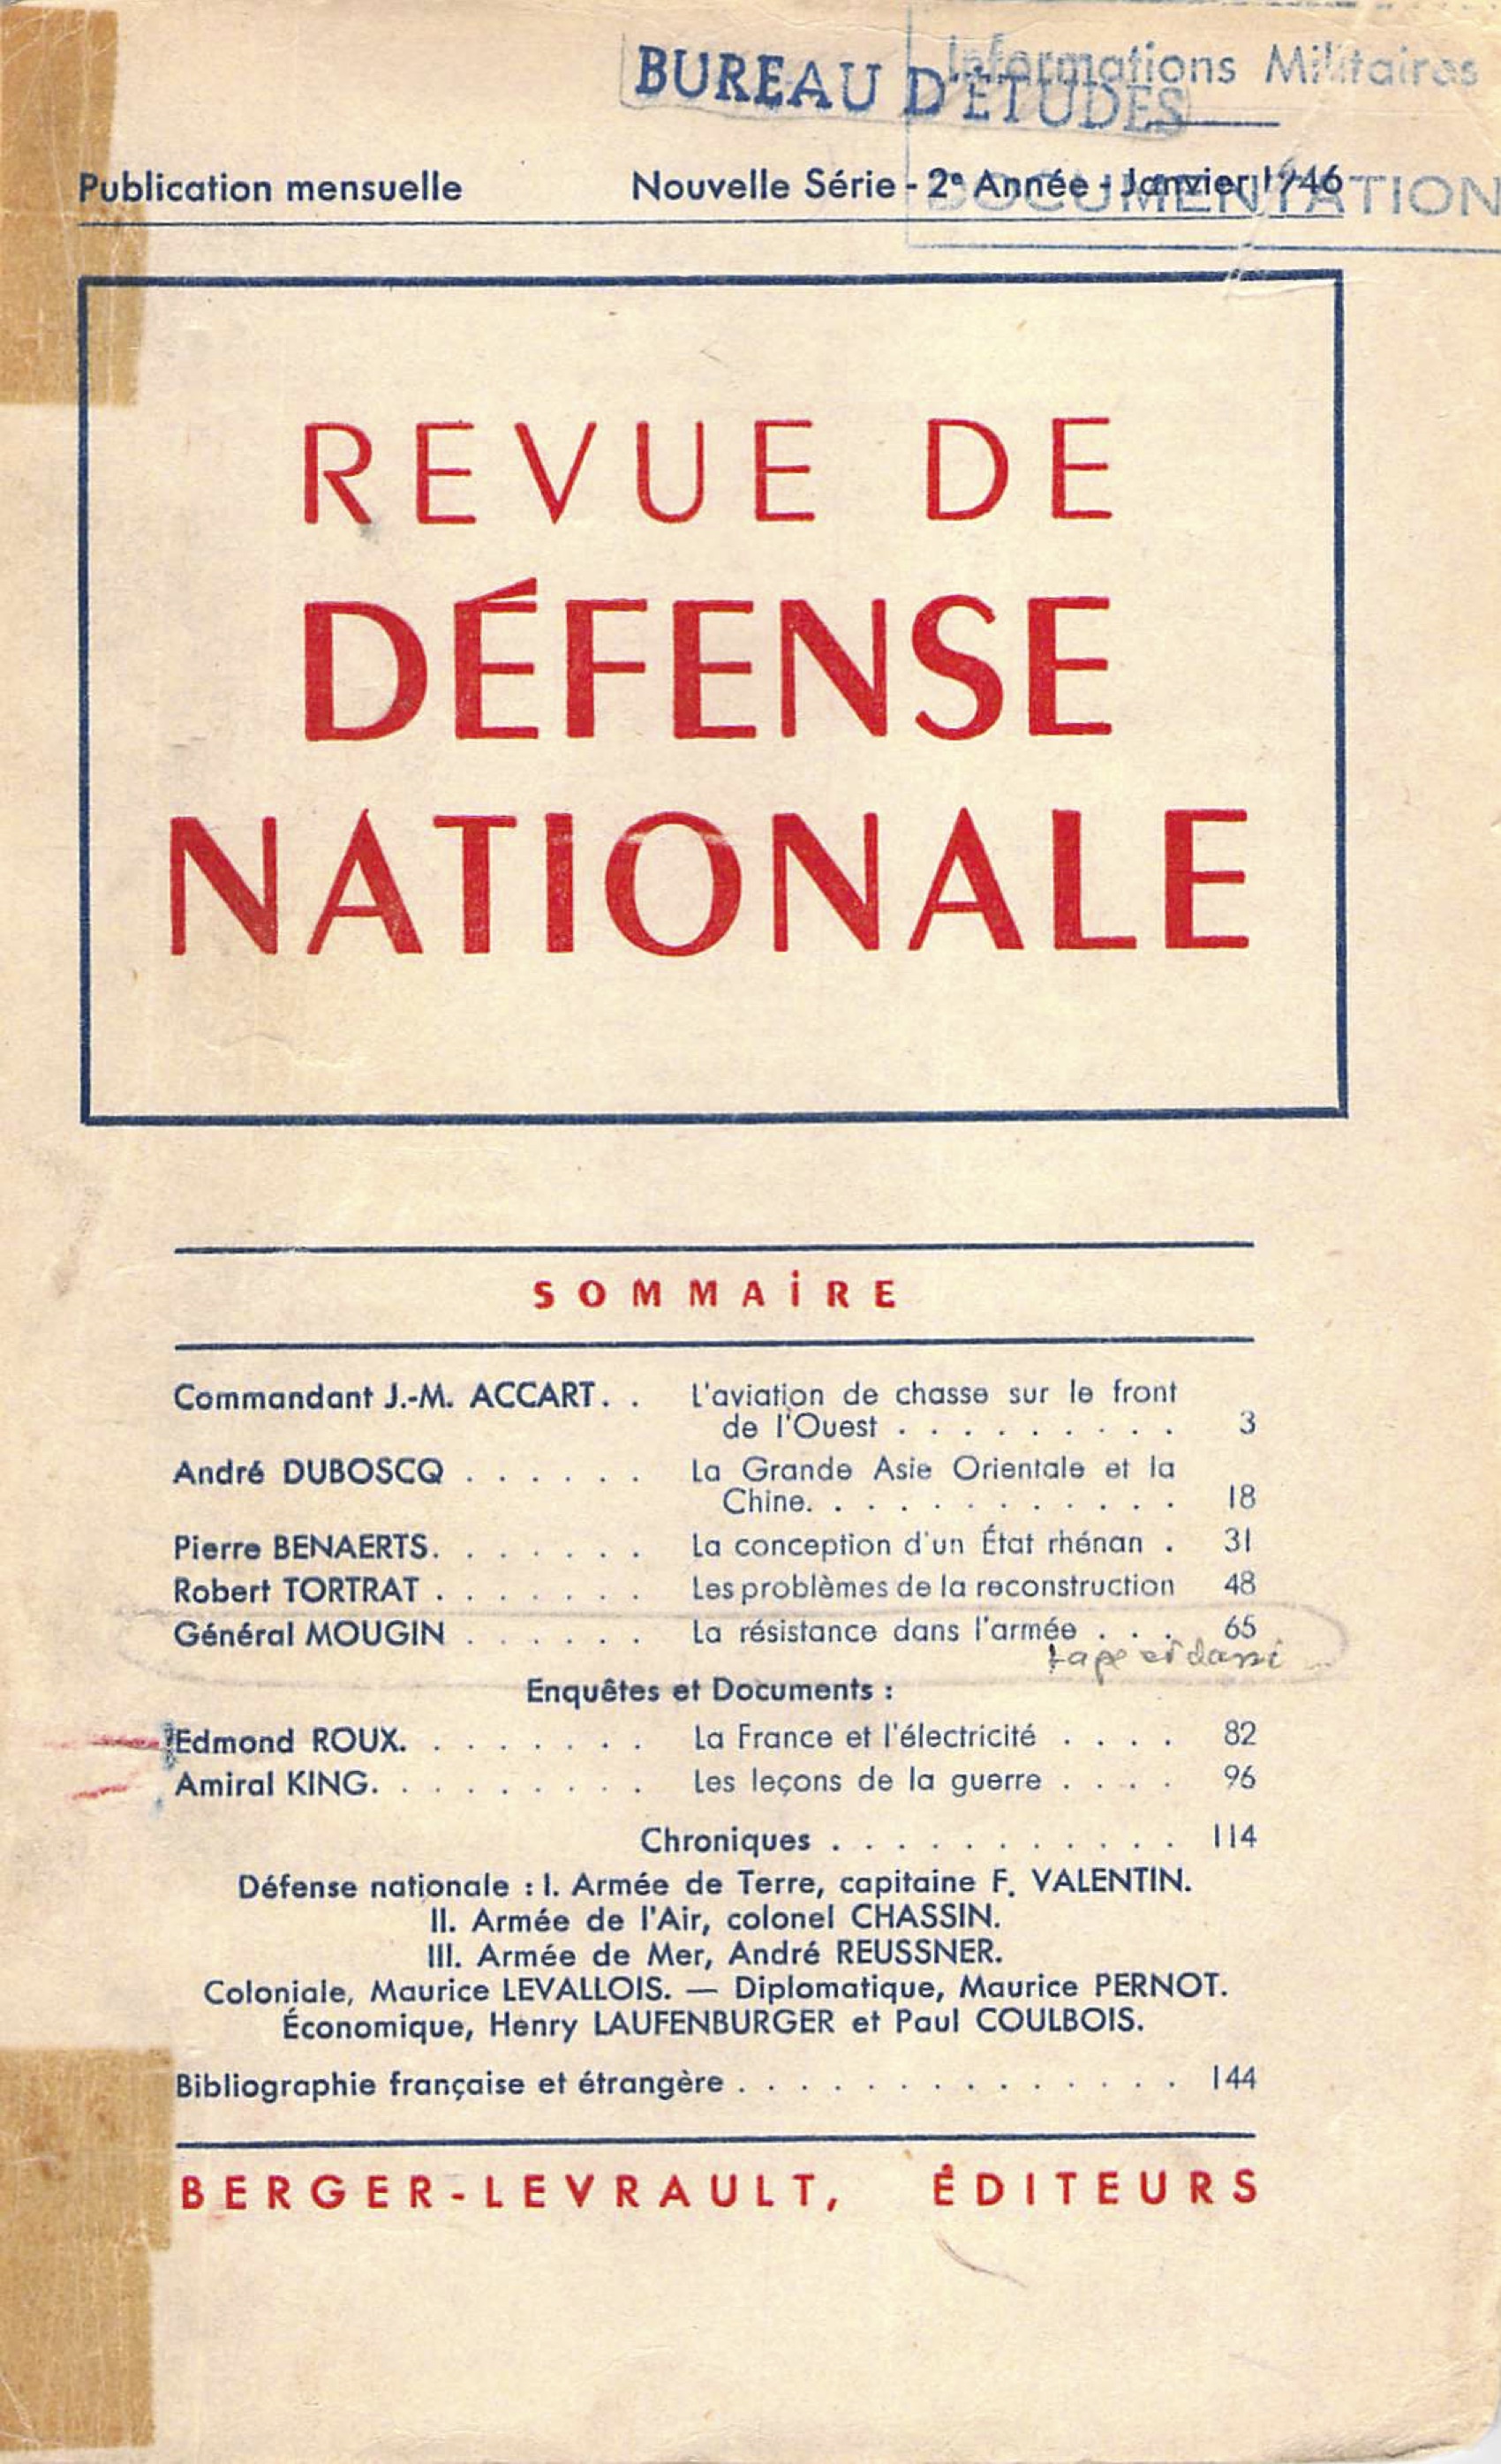 BUREAU D'ÉTUDES
Informations Militaires
DOCUMENTATION
Publication mensuelle Nouvelle Série - 2e Année - Janvier 1946
REVUE DE
DÉFENSE
NATIONALE
SOMMAiRE
Commandant J.-M. ACCART. . L'aviation de chasse sur le front
de l'Ouest . . . . . . . . . 3
André DUBOSCQ . . . . . . La Grande Asie Orientale et la
Chine. . . . . . . . . . . . 18
Pierre BENAERTS. . . . . . . La conception d'un État rhénan . 31
Robert TORTRAT . . . . . . . Les problèmes de la reconstruction 48
Général MOUGIN . . . . . . La résistance dans l'armée . . . 65
tapé et classé
Enquêtes et Documents :
Edmond ROUX. . . . . . . . La France et l'électricité . . . . 82
Amiral KING. . . . . . . . . Les leçons de la guerre . . . . 96
Chroniques . . . . . . . . . . . 114
Défense nationale : I. Armée de Terre, capitaine F. VALENTIN.
II. Armée de l'Air, colonel CHASSIN.
III. Armée de Mer, André REUSSNER.
Coloniale, Maurice LEVALLOIS. — Diplomatique, Maurice PERNOT.
Économique, Henry LAUFENBURGER et Paul COULBOIS.
Bibliographie française et étrangère . . . . . . . . . . . . . . 144
BERGER-LEVRAULT, ÉDITEURS